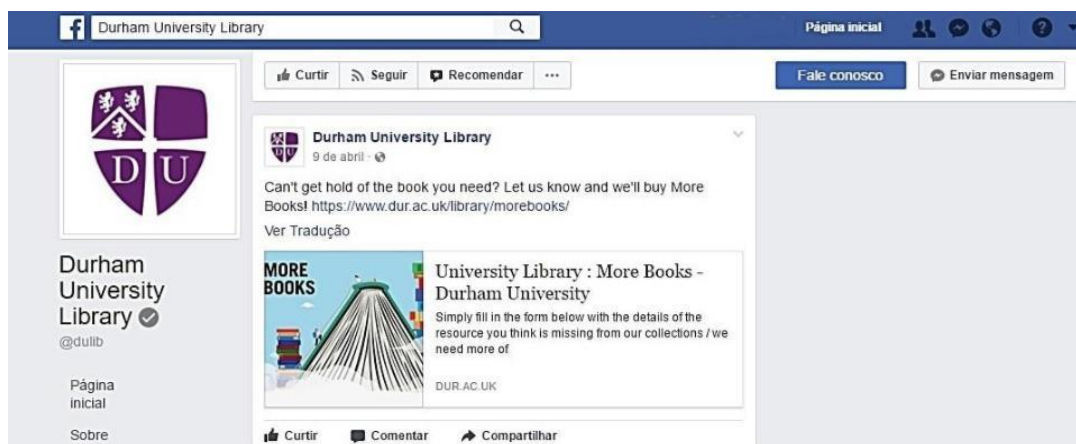 Durham University Library
Página inicial
DU
Durham
University
Library
@dulib
Página
inicial
Sobre
Curtir
Seguir
Recomendar
Fale conosco
Enviar mensagem
Durham University Library
9 de abril ·
Can't get hold of the book you need? Let us know and we'll buy More
Books! https://www.dur.ac.uk/library/morebooks/
Ver Tradução
MORE
BOOKS
University Library : More Books -
Durham University
Simply fill in the form below with the details of the
resource you think is missing from our collections / we
need more of
DUR.AC.UK
Curtir
Comentar
Compartilhar